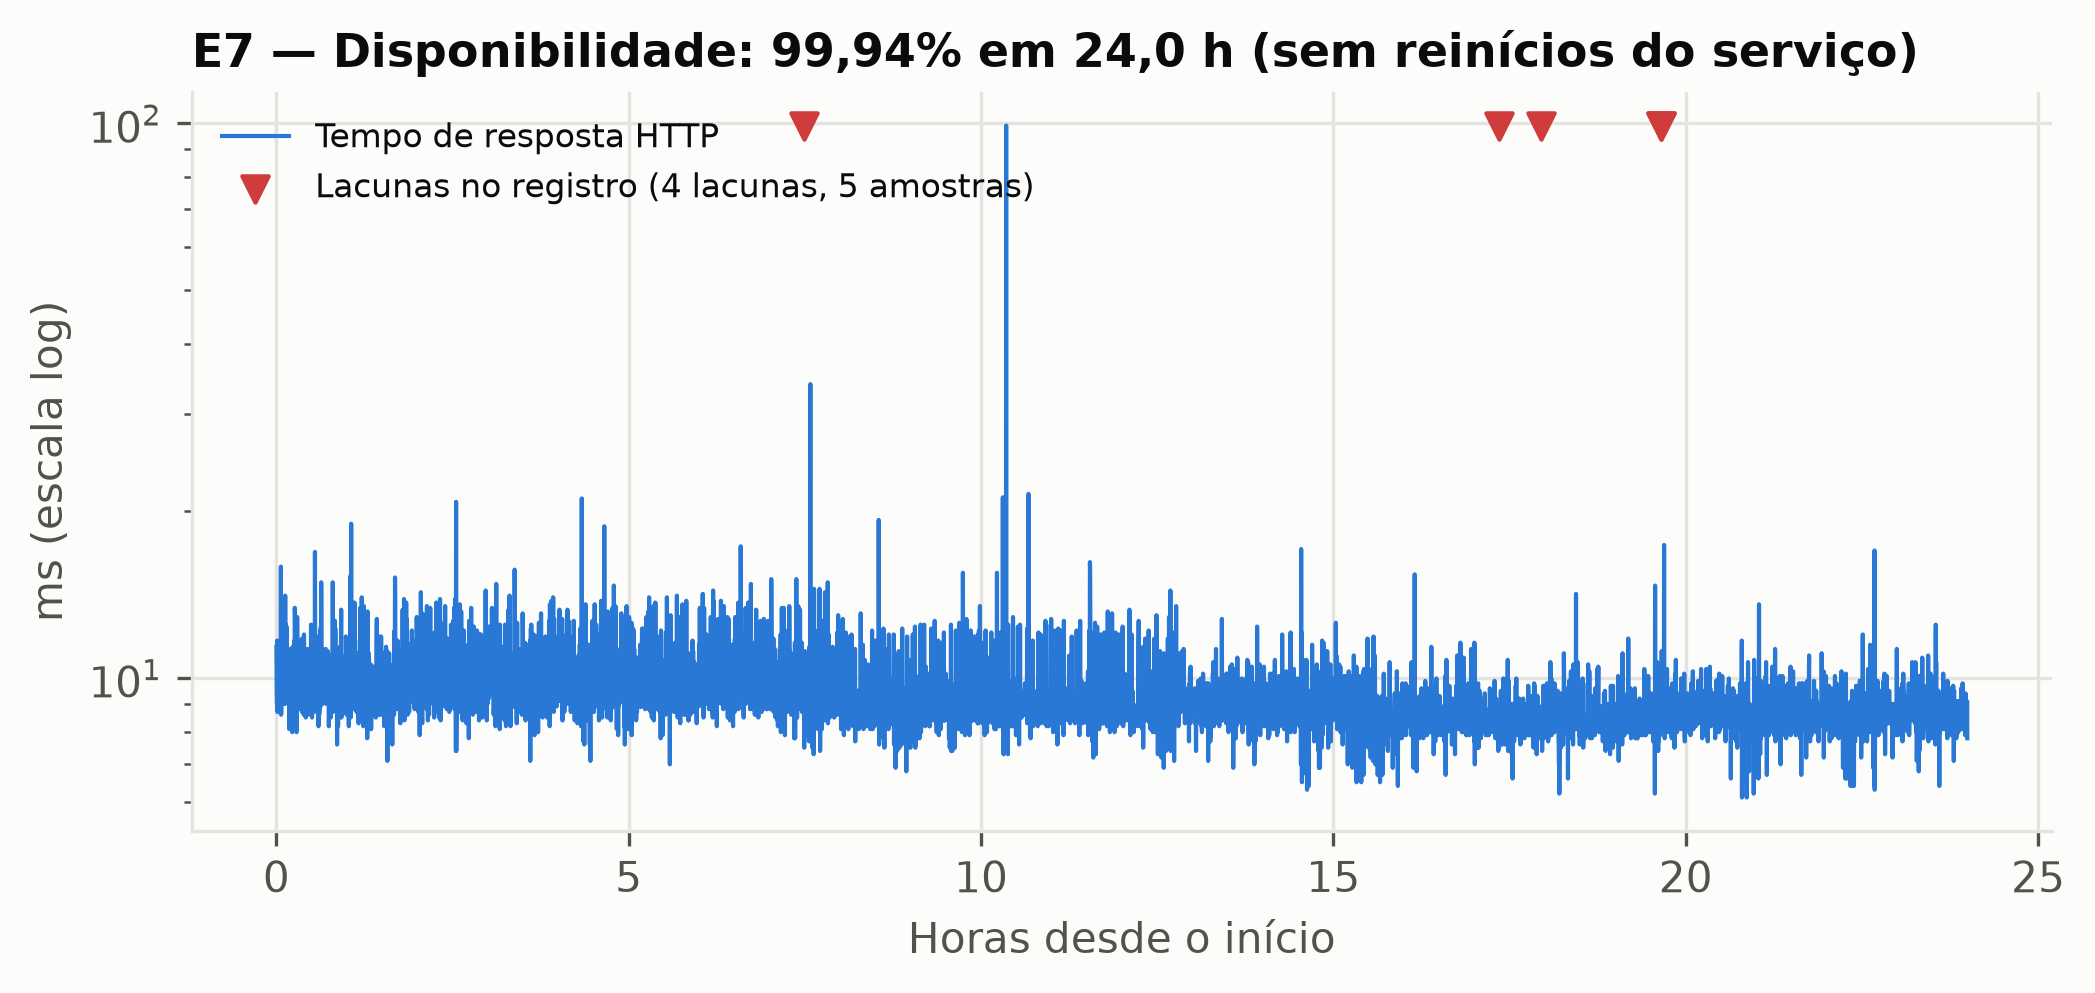 E7 — Disponibilidade: 99,94% em 24,0 h (sem reinícios do serviço)
10²
Tempo de resposta HTTP
Lacunas no registro (4 lacunas, 5 amostras)
ms (escala log)
10¹
0 5 10 15 20 25
Horas desde o início